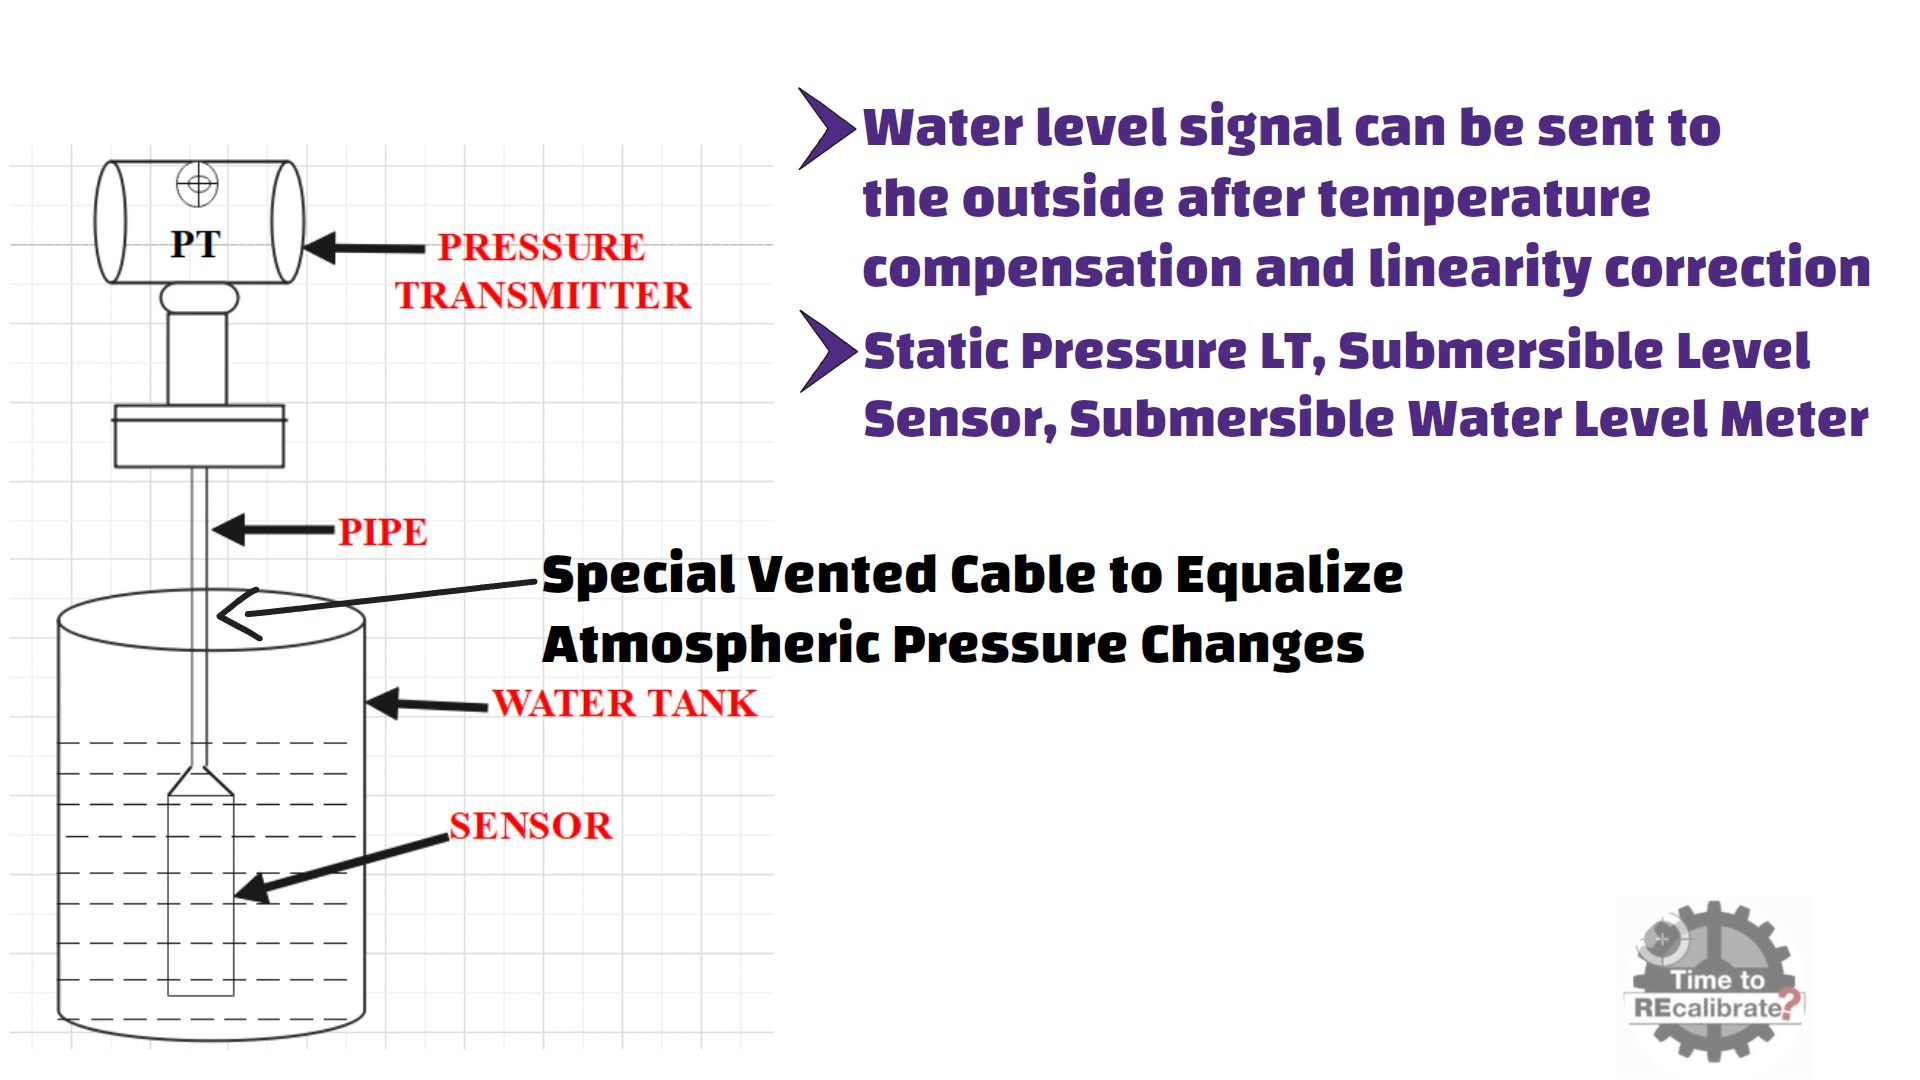 Water level signal can be sent to
the outside after temperature
compensation and linearity correction
Static Pressure LT, Submersible Level
Sensor, Submersible Water Level Meter
PT
PRESSURE
TRANSMITTER
PIPE
Special Vented Cable to Equalize
Atmospheric Pressure Changes
WATER TANK
SENSOR
Time to
REcalibrate?